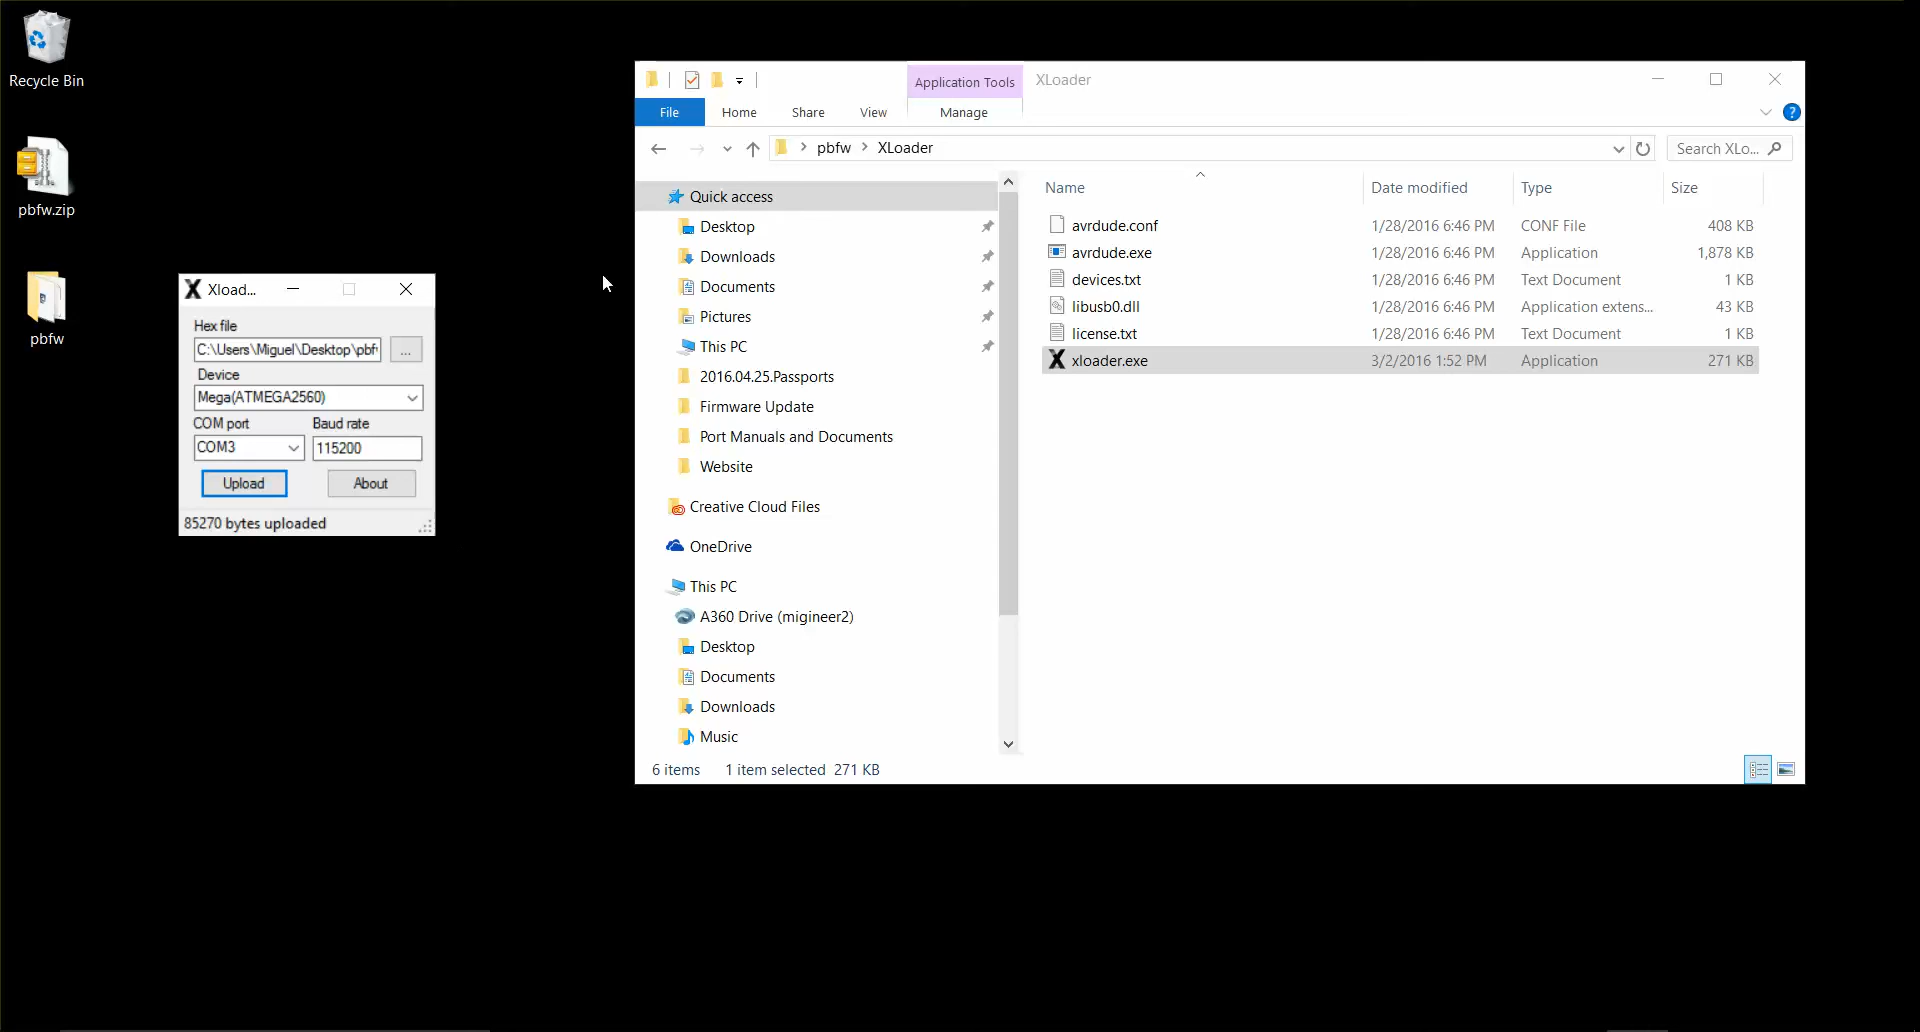 Recycle Bin
pbfw.zip
pbfw
Xload...
Hex file
C:\Users\Miguel\Desktop\pbf
...
Device
Mega(ATMEGA2560)
COM port
Baud rate
COM3
115200
Upload
About
85270 bytes uploaded
Application Tools
XLoader
File
Home
Share
View
Manage
?
pbfw
XLoader
Search XLo...
Quick access
Desktop
Downloads
Documents
Pictures
This PC
2016.04.25.Passports
Firmware Update
Port Manuals and Documents
Website
Creative Cloud Files
OneDrive
This PC
A360 Drive (migineer2)
Desktop
Documents
Downloads
Music
Name Date modified Type Size
avrdude.conf 1/28/2016 6:46 PM CONF File 408 KB
avrdude.exe 1/28/2016 6:46 PM Application 1,878 KB
devices.txt 1/28/2016 6:46 PM Text Document 1 KB
libusb0.dll 1/28/2016 6:46 PM Application extens... 43 KB
license.txt 1/28/2016 6:46 PM Text Document 1 KB
xloader.exe 3/2/2016 1:52 PM Application 271 KB
6 items 1 item selected 271 KB